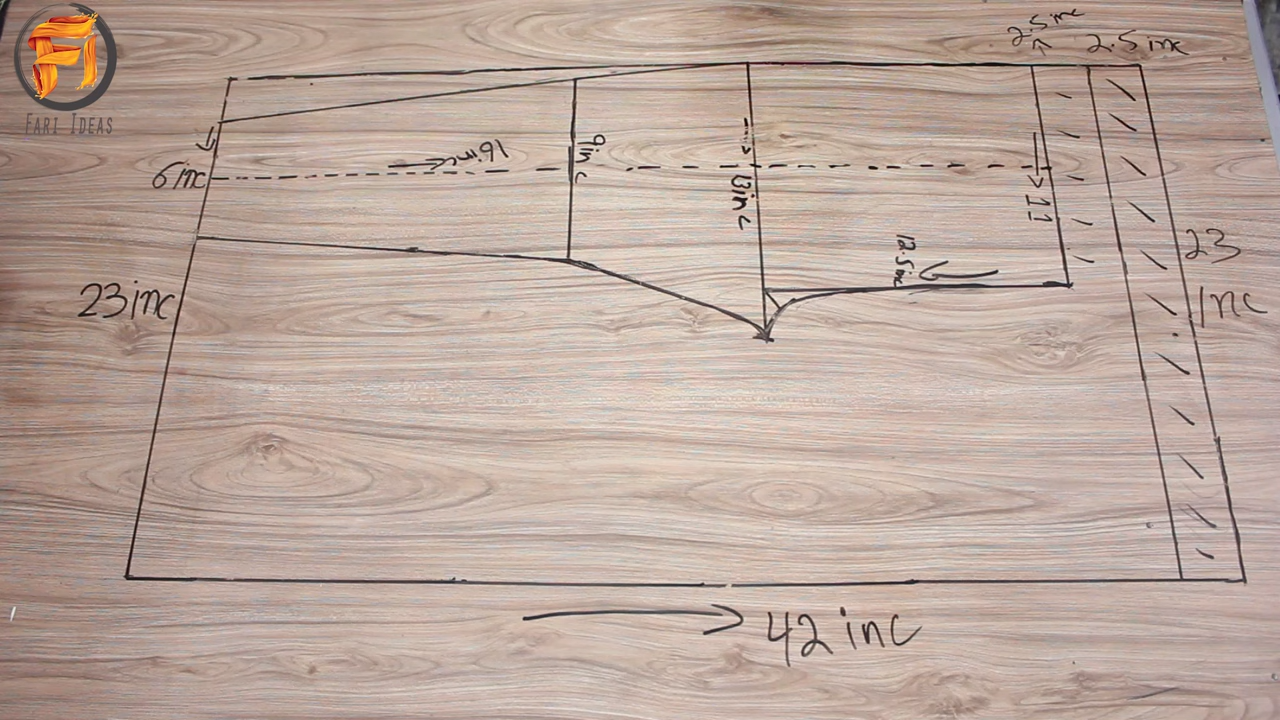 FARI IDEAS
2.5 inc
2.5 inc
6 inc
16 inc
9 inc
13 inc
11
12.5 inc
23
inc
23 inc
42 inc